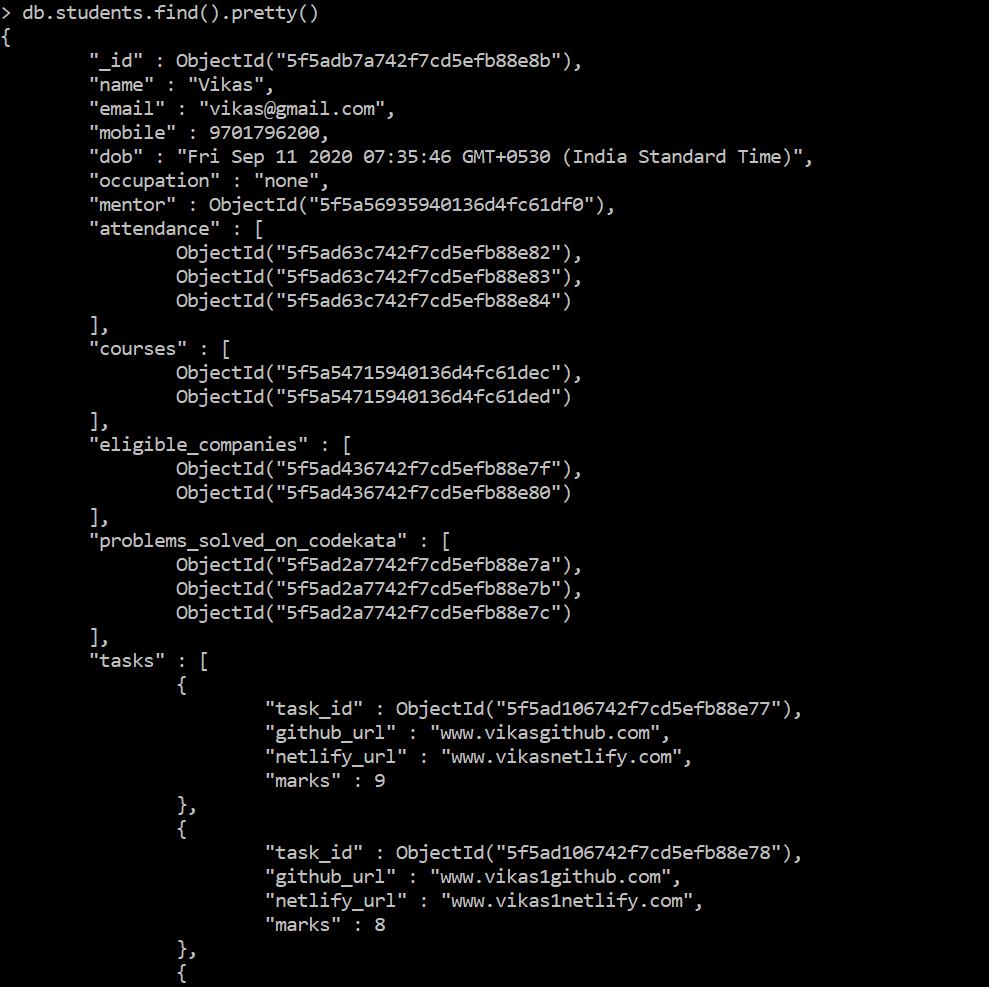 > db.students.find().pretty()
{
"_id" : ObjectId("5f5adb7a742f7cd5efb88e8b"),
"name" : "Vikas",
"email" : "vikas@gmail.com",
"mobile" : 9701796200,
"dob" : "Fri Sep 11 2020 07:35:46 GMT+0530 (India Standard Time)",
"occupation" : "none",
"mentor" : ObjectId("5f5a56935940136d4fc61df0"),
"attendance" : [
ObjectId("5f5ad63c742f7cd5efb88e82"),
ObjectId("5f5ad63c742f7cd5efb88e83"),
ObjectId("5f5ad63c742f7cd5efb88e84")
],
"courses" : [
ObjectId("5f5a54715940136d4fc61dec"),
ObjectId("5f5a54715940136d4fc61ded")
],
"eligible_companies" : [
ObjectId("5f5ad436742f7cd5efb88e7f"),
ObjectId("5f5ad436742f7cd5efb88e80")
],
"problems_solved_on_codekata" : [
ObjectId("5f5ad2a7742f7cd5efb88e7a"),
ObjectId("5f5ad2a7742f7cd5efb88e7b"),
ObjectId("5f5ad2a7742f7cd5efb88e7c")
],
"tasks" : [
{
"task_id" : ObjectId("5f5ad106742f7cd5efb88e77"),
"github_url" : "www.vikasgithub.com",
"netlify_url" : "www.vikasnetlify.com",
"marks" : 9
},
{
"task_id" : ObjectId("5f5ad106742f7cd5efb88e78"),
"github_url" : "www.vikas1github.com",
"netlify_url" : "www.vikas1netlify.com",
"marks" : 8
},
{